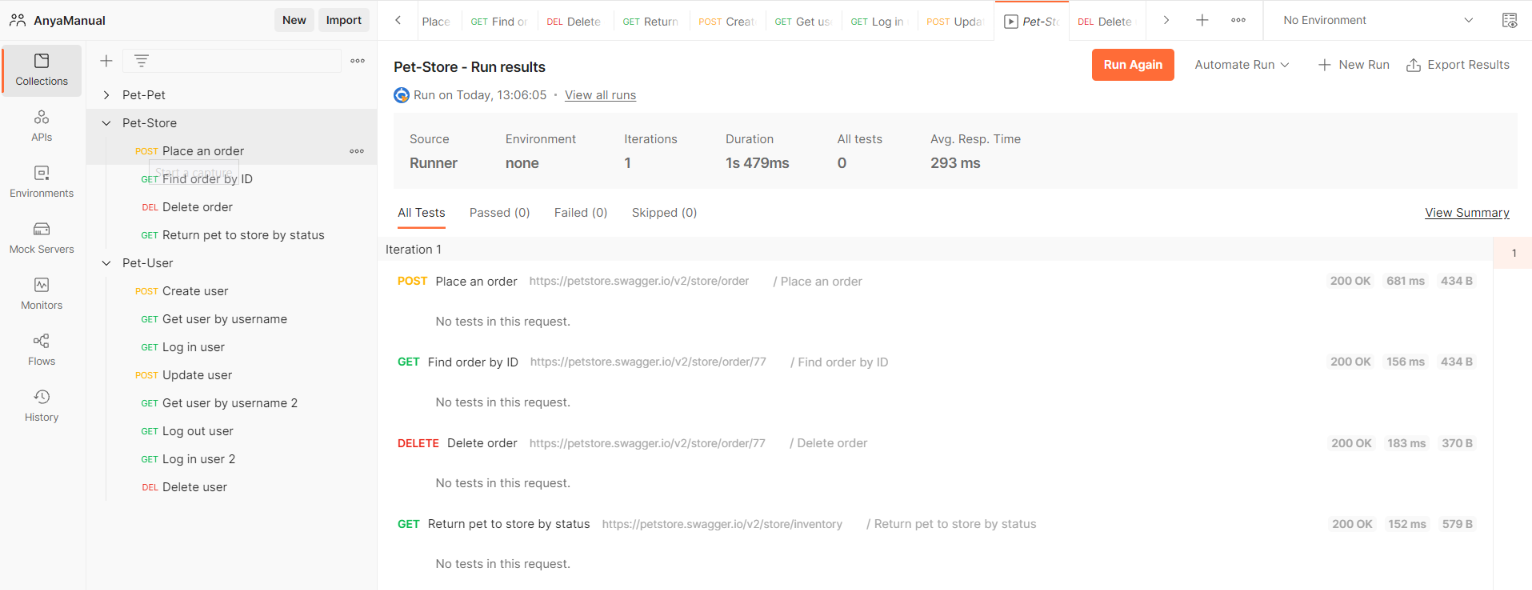 AnyaManual New Import
Place GET Find or DEL Delete GET Return POST Creat GET Get us GET Log in POST Updat Pet-St DEL Delete No Environment
Collections
APIs
Environments
Mock Servers
Monitors
Flows
History
Pet-Pet
Pet-Store
POST Place an order
Start a capture
GET Find order by ID
DEL Delete order
GET Return pet to store by status
Pet-User
POST Create user
GET Get user by username
GET Log in user
POST Update user
GET Get user by username 2
GET Log out user
GET Log in user 2
DEL Delete user
Pet-Store - Run results
Run Again Automate Run New Run Export Results
Run on Today, 13:06:05 · View all runs
Source Environment Iterations Duration All tests Avg. Resp. Time
Runner none 1 1s 479ms 0 293 ms
All Tests Passed (0) Failed (0) Skipped (0) View Summary
Iteration 1
1
POST Place an order https://petstore.swagger.io/v2/store/order / Place an order 200 OK 681 ms 434 B
No tests in this request.
GET Find order by ID https://petstore.swagger.io/v2/store/order/77 / Find order by ID 200 OK 156 ms 434 B
No tests in this request.
DELETE Delete order https://petstore.swagger.io/v2/store/order/77 / Delete order 200 OK 183 ms 370 B
No tests in this request.
GET Return pet to store by status https://petstore.swagger.io/v2/store/inventory / Return pet to store by status 200 OK 152 ms 579 B
No tests in this request.